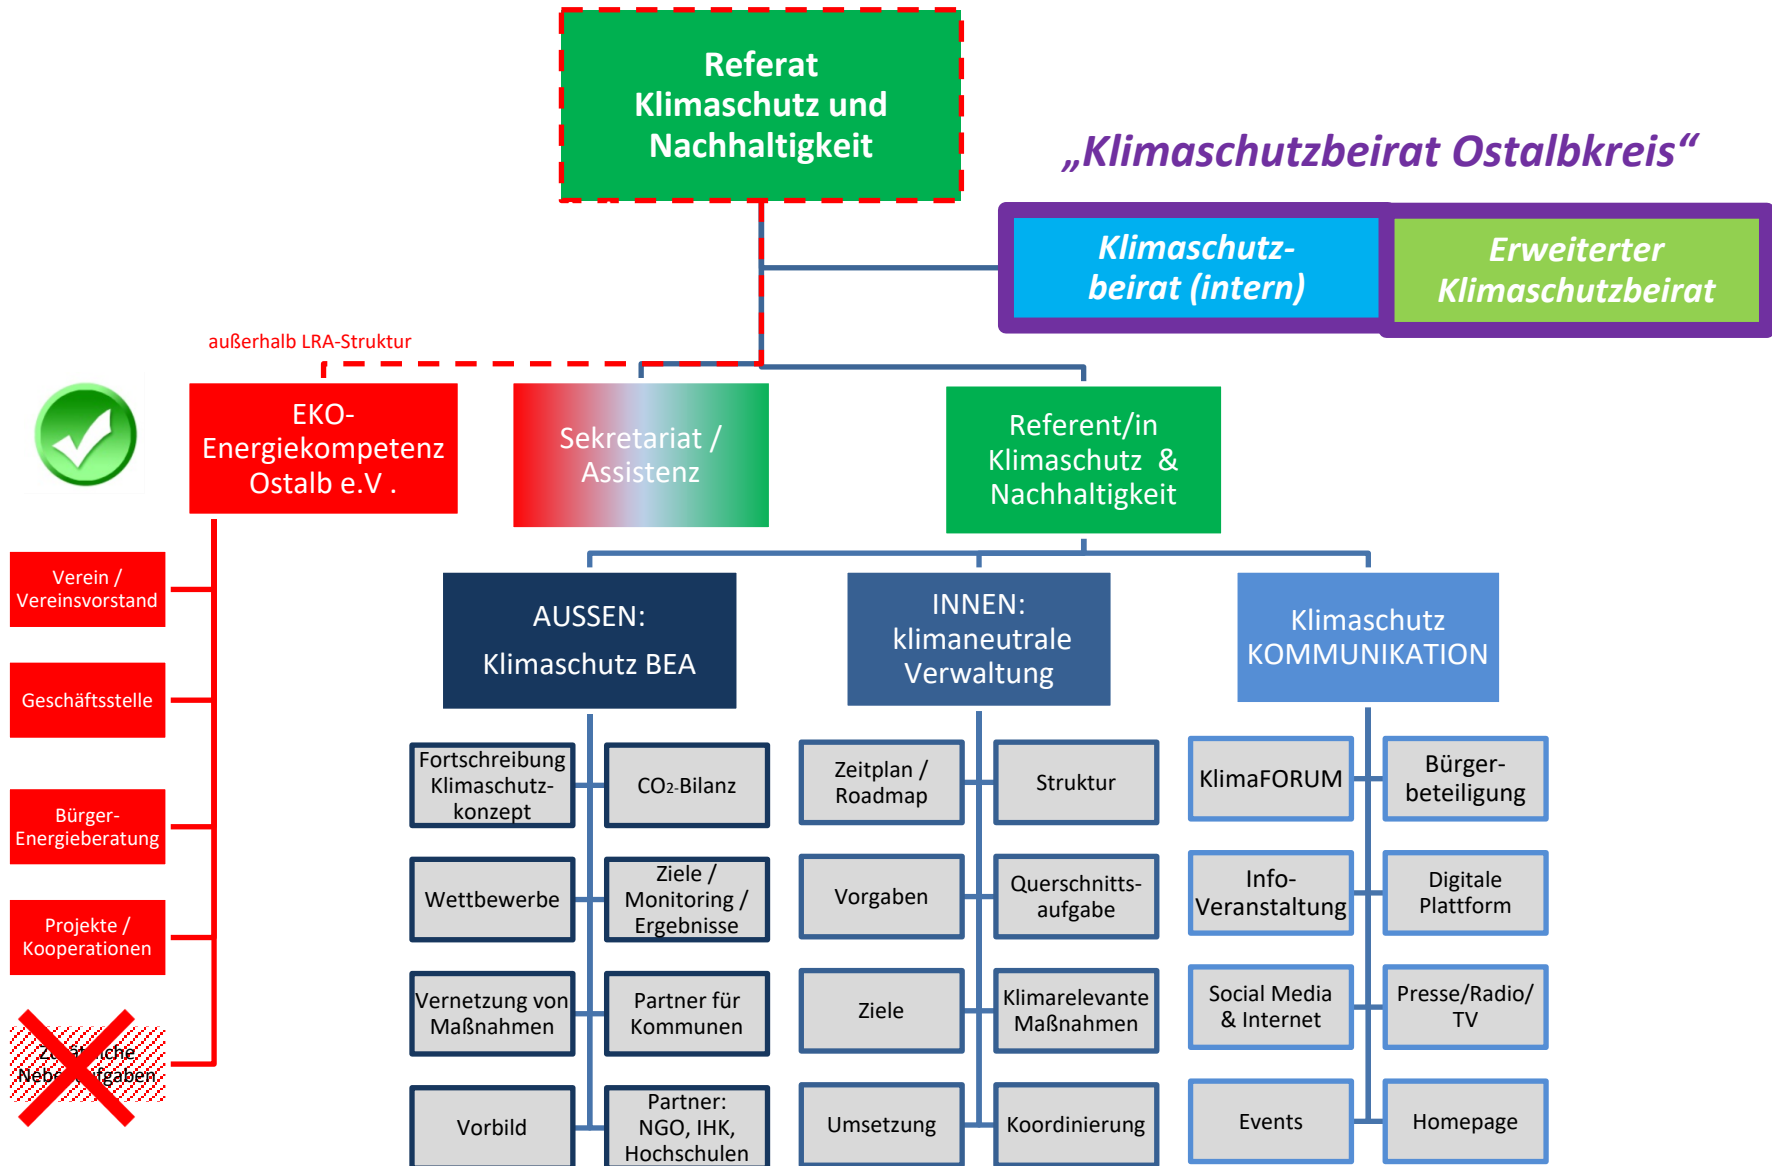 Referat
Klimaschutz und
Nachhaltigkeit
„Klimaschutzbeirat Ostalbkreis“
Klimaschutz-
beirat (intern)
Erweiterter
Klimaschutzbeirat
außerhalb LRA-Struktur
EKO-
Energiekompetenz
Ostalb e.V .
Sekretariat /
Assistenz
Referent/in
Klimaschutz &
Nachhaltigkeit
Verein /
Vereinsvorstand
Geschäftsstelle
Bürger-
Energieberatung
Projekte /
Kooperationen
AUSSEN:
Klimaschutz BEA
INNEN:
klimaneutrale
Verwaltung
Klimaschutz
KOMMUNIKATION
Fortschreibung
Klimaschutz-
konzept
CO2-Bilanz
Wettbewerbe
Ziele /
Monitoring /
Ergebnisse
Vernetzung von
Maßnahmen
Partner für
Kommunen
Vorbild
Partner:
NGO, IHK,
Hochschulen
Zeitplan /
Roadmap
Struktur
Vorgaben
Querschnitts-
aufgabe
Ziele
Klimarelevante
Maßnahmen
Umsetzung
Koordinierung
KlimaFORUM
Bürger-
beteiligung
Info-
Veranstaltung
Digitale
Plattform
Social Media
& Internet
Presse/Radio/
TV
Events
Homepage